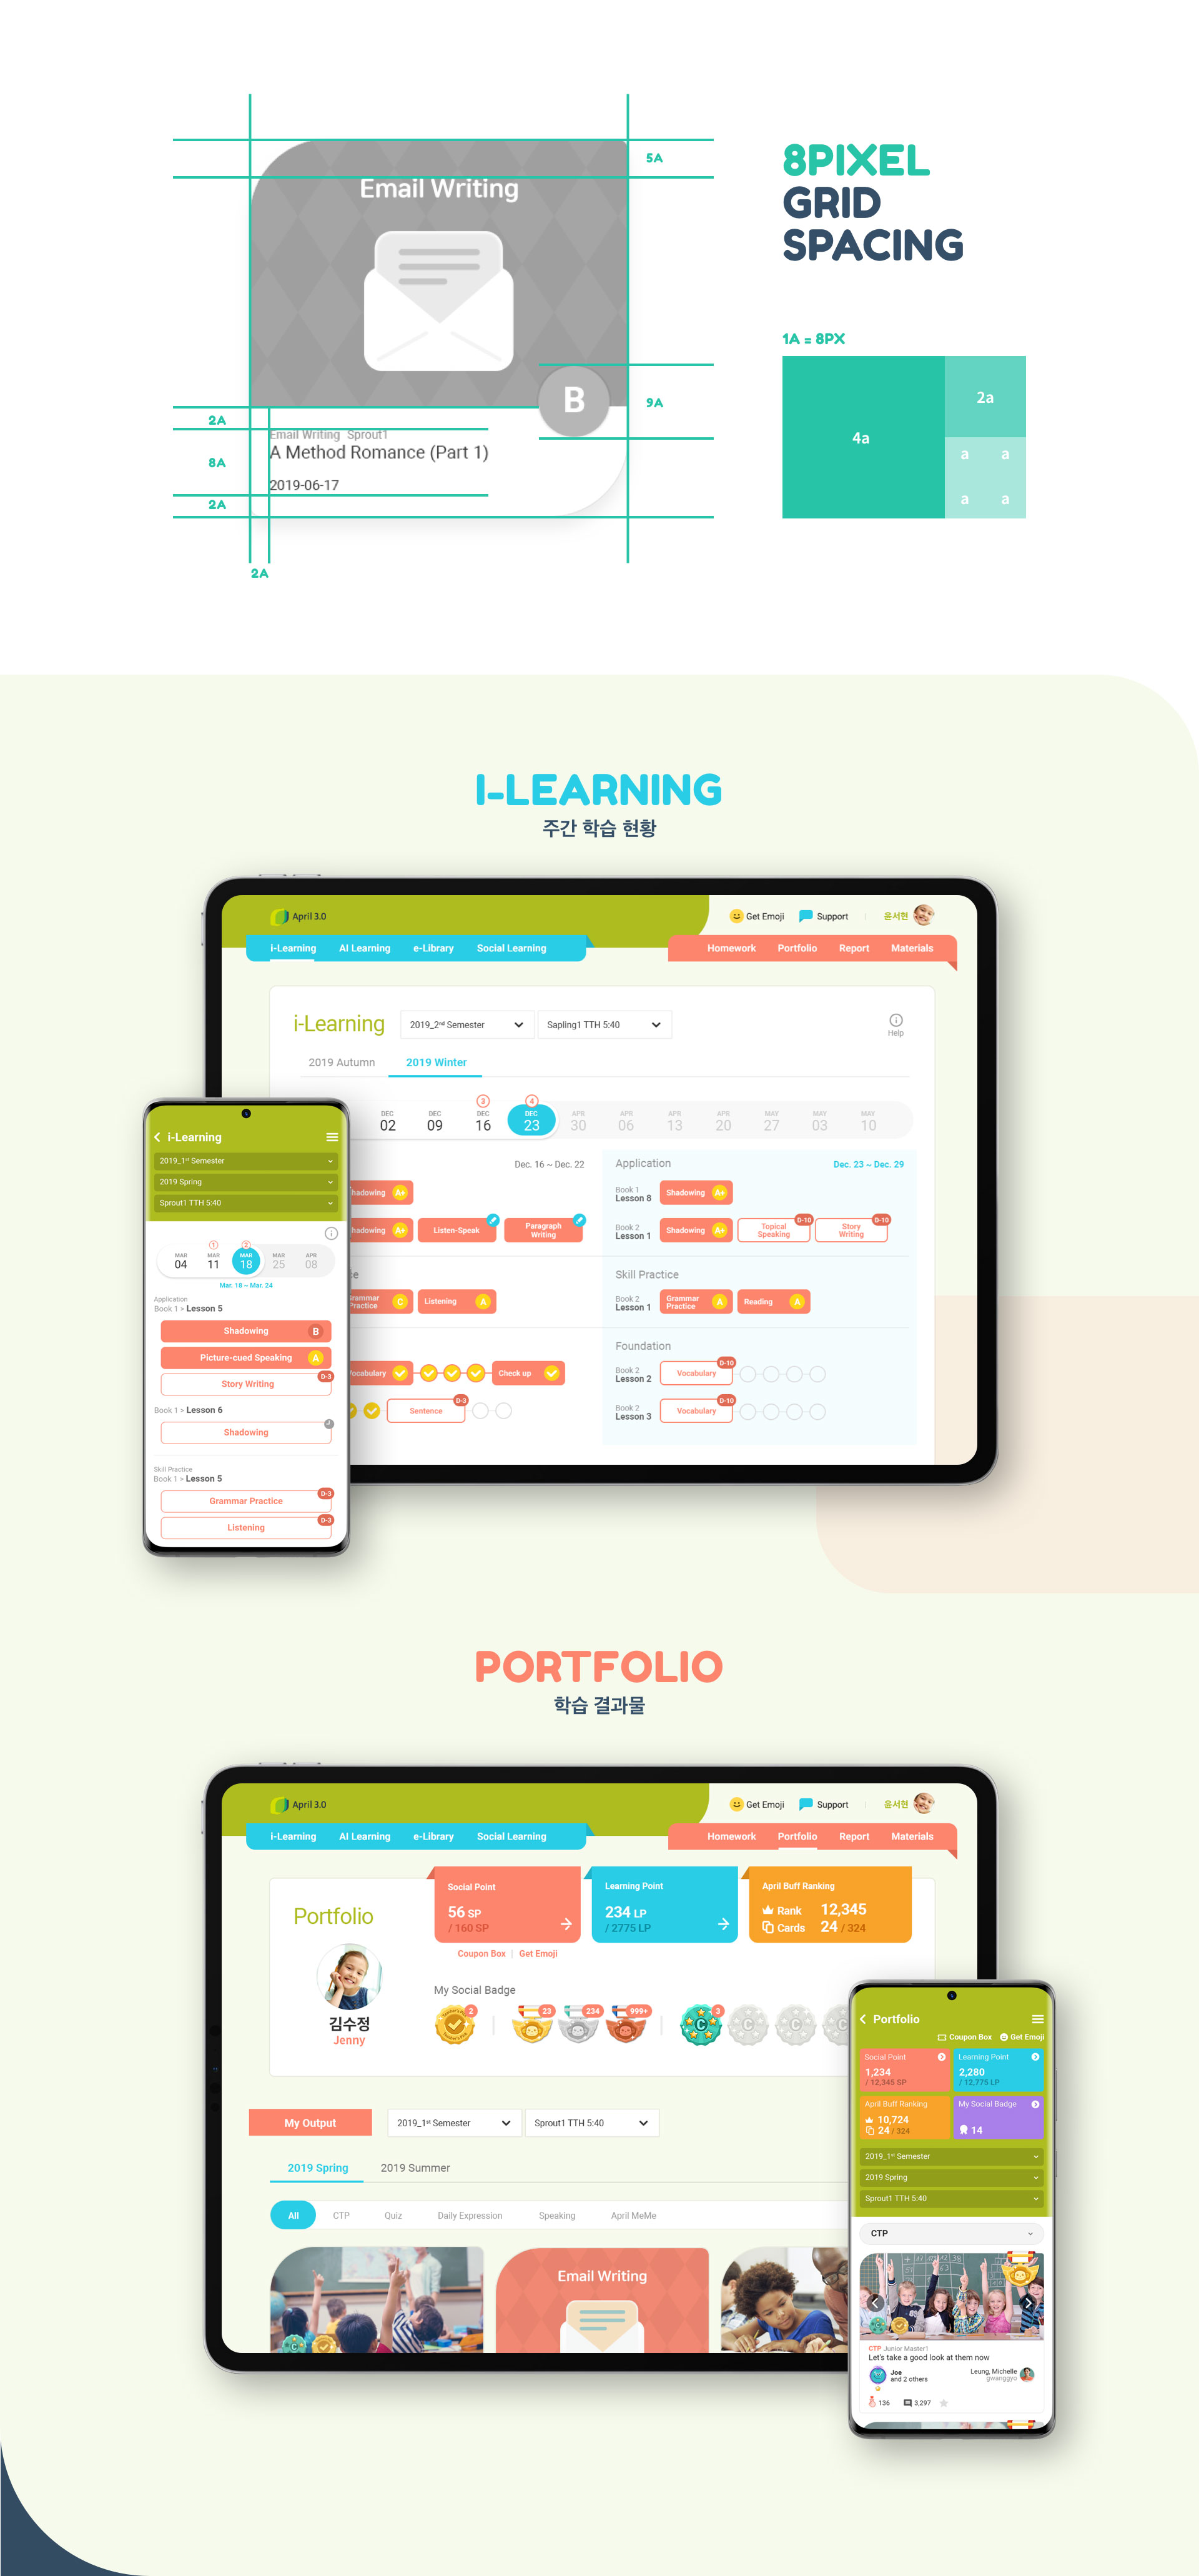 5A
Email Writing
8PIXEL
GRID
SPACING
1A = 8PX
4a
2a
a a
a a
9A
B
2A
8A
2A
2A
Email Writing Sprout1
A Method Romance (Part 1)
2019-06-17
I-LEARNING
주간 학습 현황
April 3.0
Get Emoji
Support
윤서현
i-Learning
AI Learning
e-Library
Social Learning
Homework
Portfolio
Report
Materials
i-Learning
2019_2nd Semester
Sapling1 TTH 5:40
Help
2019 Autumn
2019 Winter
3
4
DEC DEC DEC DEC APR APR APR APR MAY MAY MAY
02 09 16 23 30 06 13 20 27 03 10
Dec. 16 ~ Dec. 22
hadowing A+
hadowing A+
Listen-Speak
Paragraph
Writing
ce
Grammar
Practice C
Listening A
Vocabulary
Check up
Sentence
D-3
Application
Dec. 23 ~ Dec. 29
Book 1
Lesson 8
Shadowing A+
Book 2
Lesson 1
Shadowing A+
Topical
Speaking
D-10
Story
Writing
D-10
Skill Practice
Book 2
Lesson 1
Grammar
Practice A
Reading A
Foundation
Book 2
Lesson 2
Vocabulary
D-10
Book 2
Lesson 3
Vocabulary
D-10
i-Learning
2019_1st Semester
2019 Spring
Sprout1 TTH 5:40
1
2
MAR MAR MAR MAR APR
04 11 18 25 08
Mar. 18 ~ Mar. 24
Application
Book 1 > Lesson 5
Shadowing B
Picture-cued Speaking A
Story Writing
D-3
Book 1 > Lesson 6
Shadowing
Skill Practice
Book 1 > Lesson 5
Grammar Practice
D-3
Listening
D-3
PORTFOLIO
학습 결과물
April 3.0
Get Emoji
Support
윤서현
i-Learning
AI Learning
e-Library
Social Learning
Homework
Portfolio
Report
Materials
Portfolio
김수정
Jenny
Social Point
56 SP
/ 160 SP
Learning Point
234 LP
/ 2775 LP
April Buff Ranking
Rank 12,345
Cards 24 / 324
Coupon Box | Get Emoji
My Social Badge
2
23
234
999+
C
3
C
C
C
My Output
2019_1st Semester
Sprout1 TTH 5:40
2019 Spring
2019 Summer
All
CTP
Quiz
Daily Expression
Speaking
April MeMe
C
Email Writing
Portfolio
Coupon Box
Get Emoji
Social Point
1,234
/ 12,345 SP
Learning Point
2,280
/ 12,775 LP
April Buff Ranking
10,724
24 / 324
My Social Badge
14
2019_1st Semester
2019 Spring
Sprout1 TTH 5:40
CTP
C
CTP Junior Master1
Let's take a good look at them now
Joe
and 2 others
Leung, Michelle
gwanggyo
136
3,297